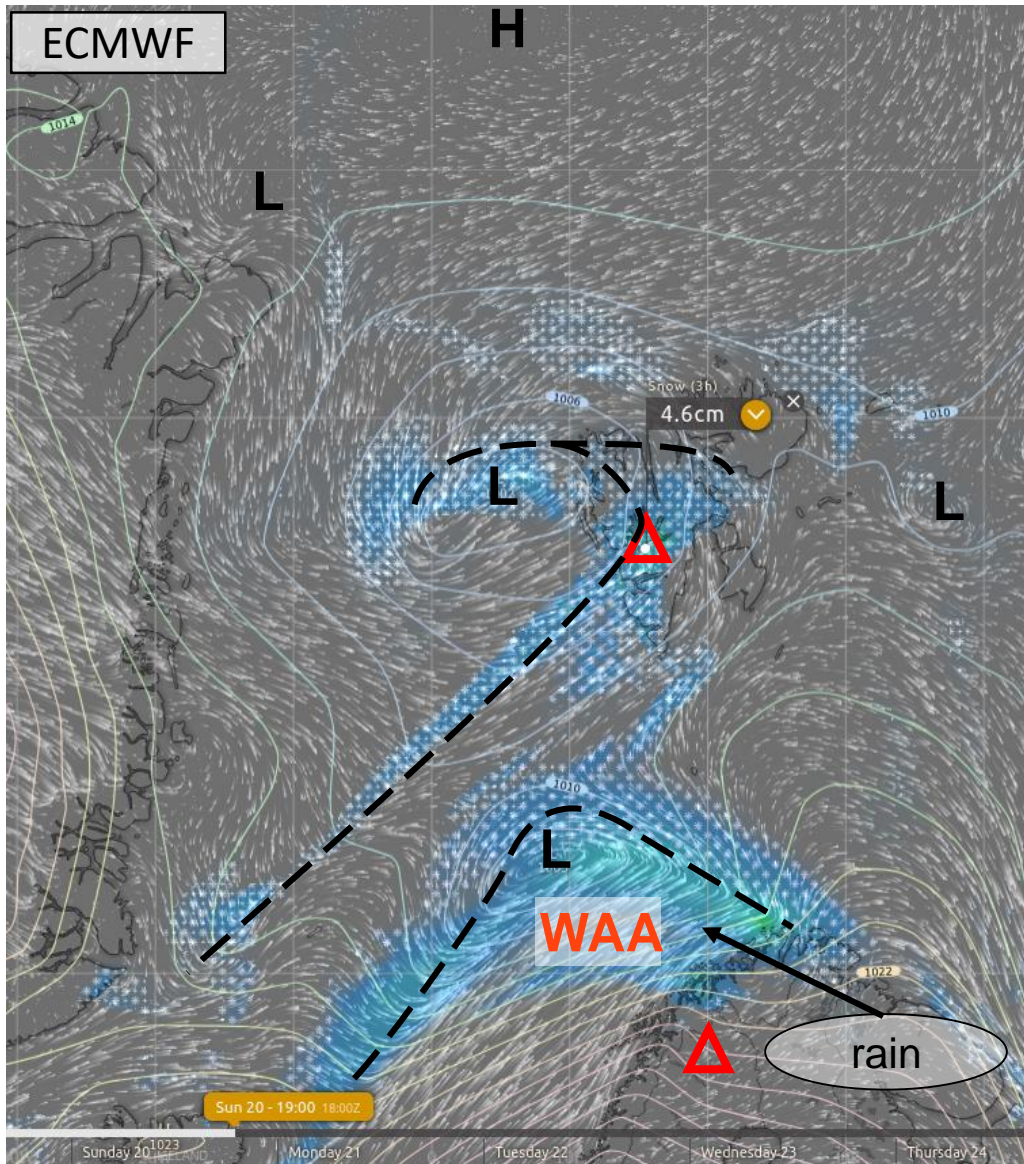 ECMWF
H
1014
L
Snow (3h)
1006
4.6cm
1010
L
L
1010
L
WAA
1022
rain
Sun 20 - 19:00 18:00Z
1023
Sunday 20
ICELAND
Monday 21
Tuesday 22
Wednesday 23
Thursday 24